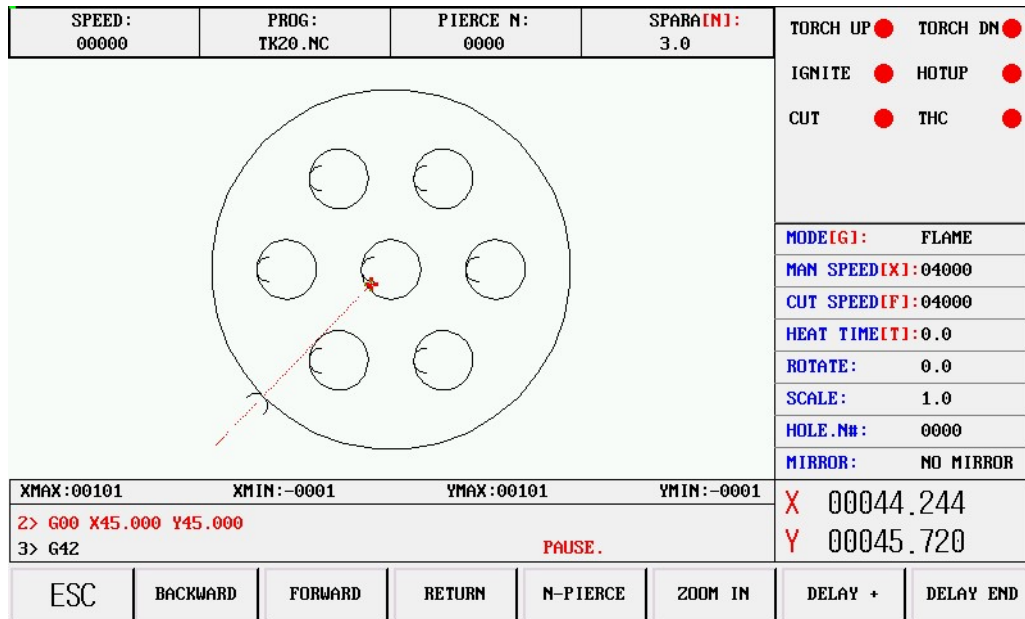 SPEED: PROG: PIERCE N: SPARA[N]:
00000 TK20.NC 0000 3.0
TORCH UP TORCH DN
IGNITE HOTUP
CUT THC
MODE[G]: FLAME
MAN SPEED[X]:04000
CUT SPEED[F]:04000
HEAT TIME[T]:0.0
ROTATE: 0.0
SCALE: 1.0
HOLE.N#: 0000
MIRROR: NO MIRROR
XMAX:00101 XMIN:-0001 YMAX:00101 YMIN:-0001
2> G00 X45.000 Y45.000
3> G42 PAUSE.
X 00044.244
Y 00045.720
ESC BACKWARD FORWARD RETURN N-PIERCE ZOOM IN DELAY + DELAY END